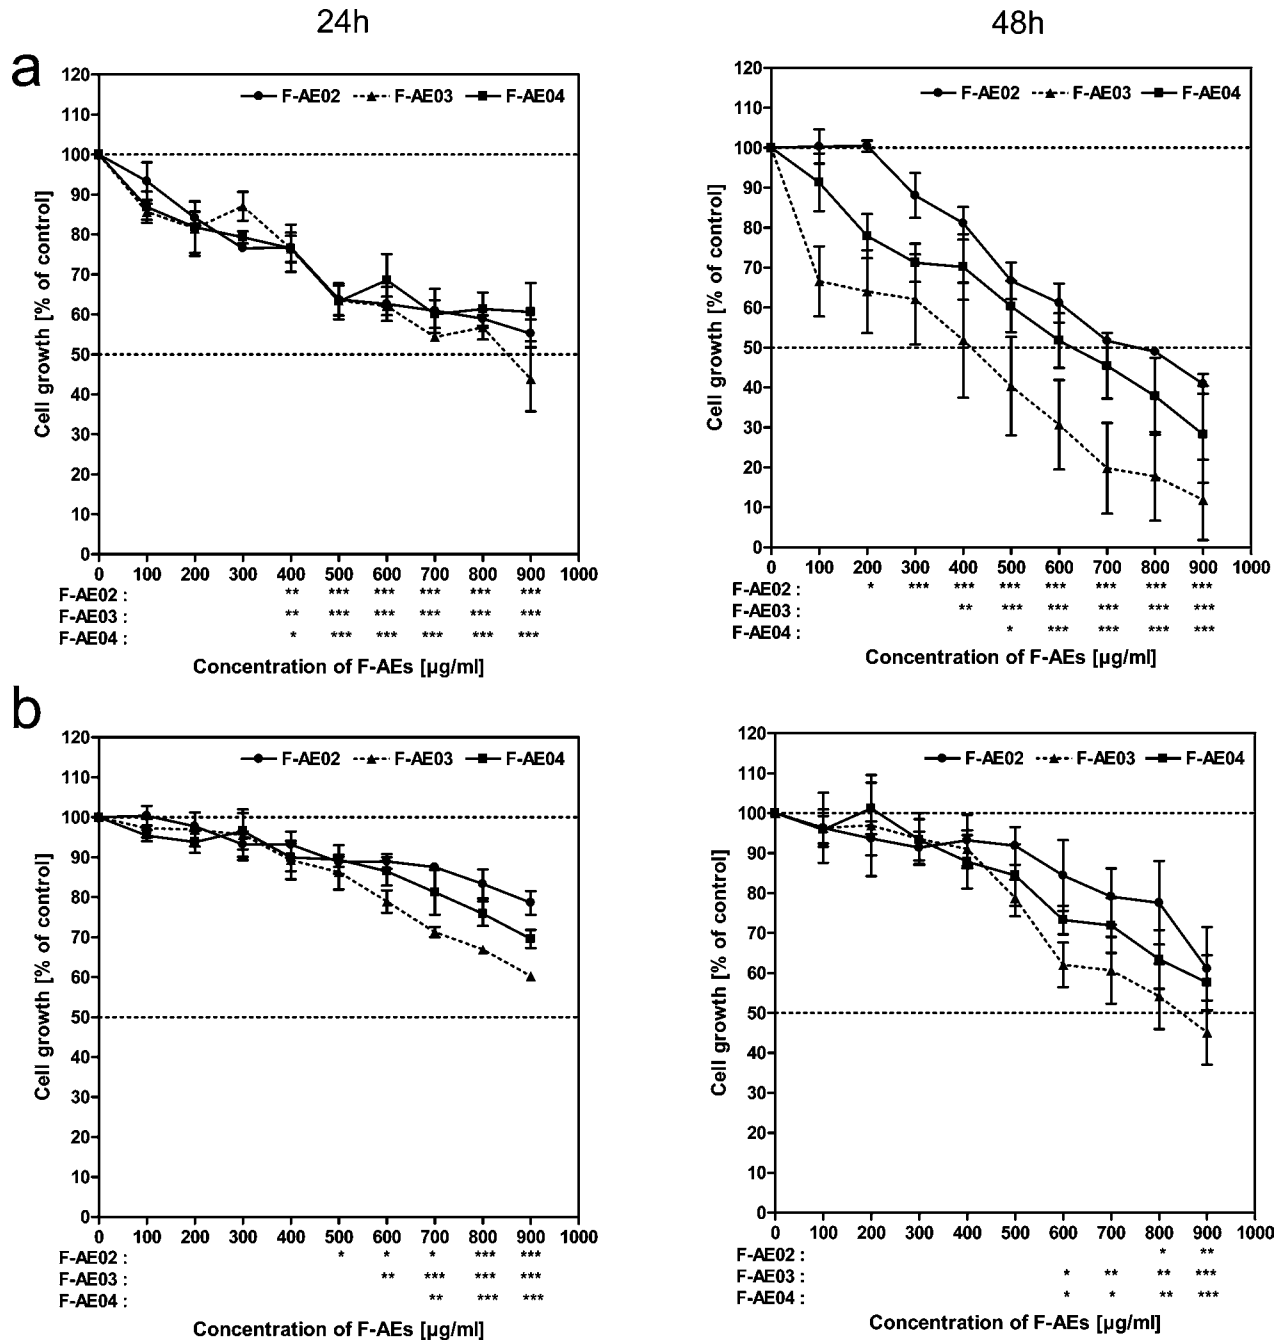 24h
48h
a
120
110
100
90
80
70
60
50
40
30
20
10
0
Cell growth [% of control]
F-AE02 F-AE03 F-AE04
0 100 200 300 400 500 600 700 800 900 1000
F-AE02 : ** *** *** *** *** ***
F-AE03 : ** *** *** *** *** ***
F-AE04 : * *** *** *** *** ***
Concentration of F-AEs [µg/ml]
120
110
100
90
80
70
60
50
40
30
20
10
0
Cell growth [% of control]
F-AE02 F-AE03 F-AE04
0 100 200 300 400 500 600 700 800 900 1000
F-AE02 : * *** *** *** *** *** *** ***
F-AE03 : ** *** *** *** *** ***
F-AE04 : * *** *** *** ***
Concentration of F-AEs [µg/ml]
b
120
110
100
90
80
70
60
50
40
30
20
10
0
Cell growth [% of control]
F-AE02 F-AE03 F-AE04
0 100 200 300 400 500 600 700 800 900 1000
F-AE02 : * * * *** ***
F-AE03 : ** *** *** ***
F-AE04 : ** *** ***
Concentration of F-AEs [µg/ml]
120
110
100
90
80
70
60
50
40
30
20
10
0
Cell growth [% of control]
F-AE02 F-AE03 F-AE04
0 100 200 300 400 500 600 700 800 900 1000
F-AE02 : * **
F-AE03 : * ** ** ***
F-AE04 : * * ** ***
Concentration of F-AEs [µg/ml]